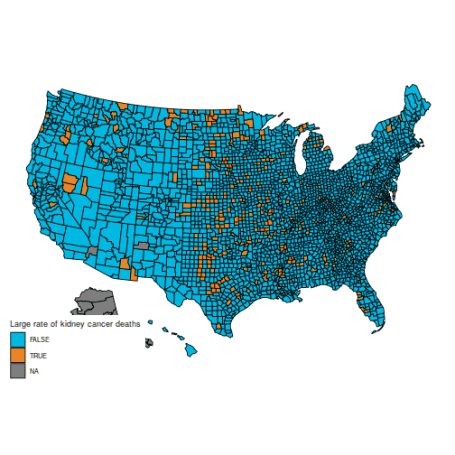 Large rate of kidney cancer deaths
FALSE
TRUE
NA